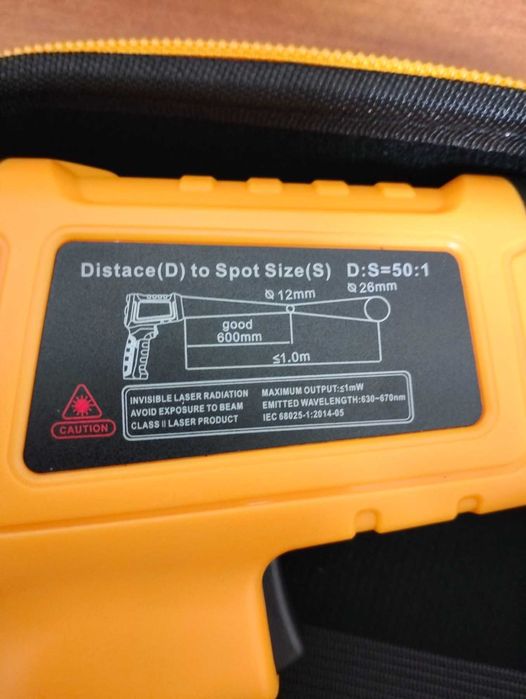 Distace(D) to Spot Size(S) D:S=50:1
⌀ 12mm
⌀ 26mm
good
600mm
≤1.0m
CAUTION
INVISIBLE LASER RADIATION
AVOID EXPOSURE TO BEAM
CLASS II LASER PRODUCT
MAXIMUM OUTPUT:≤1mW
EMITTED WAVELENGTH:630~670nm
IEC 68025-1:2014-05